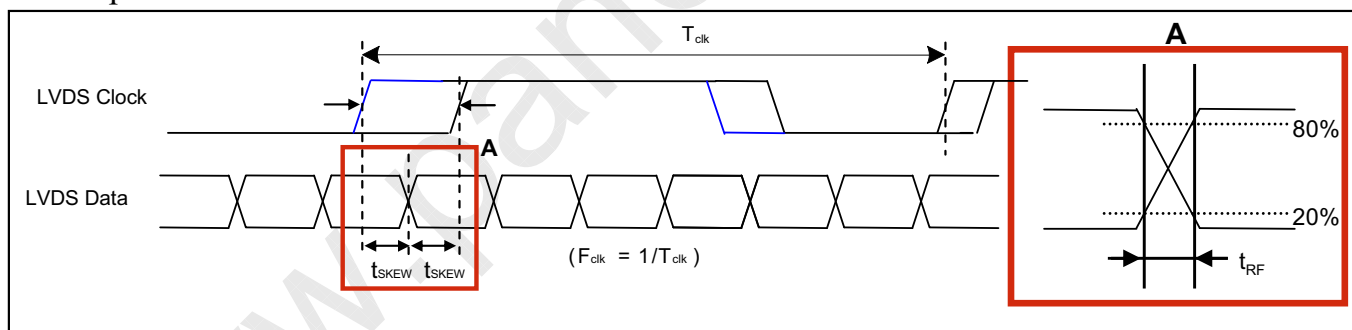 Tclk
A
LVDS Clock
80%
A
LVDS Data
20%
tSKEW tSKEW
(Fclk = 1/Tclk)
tRF